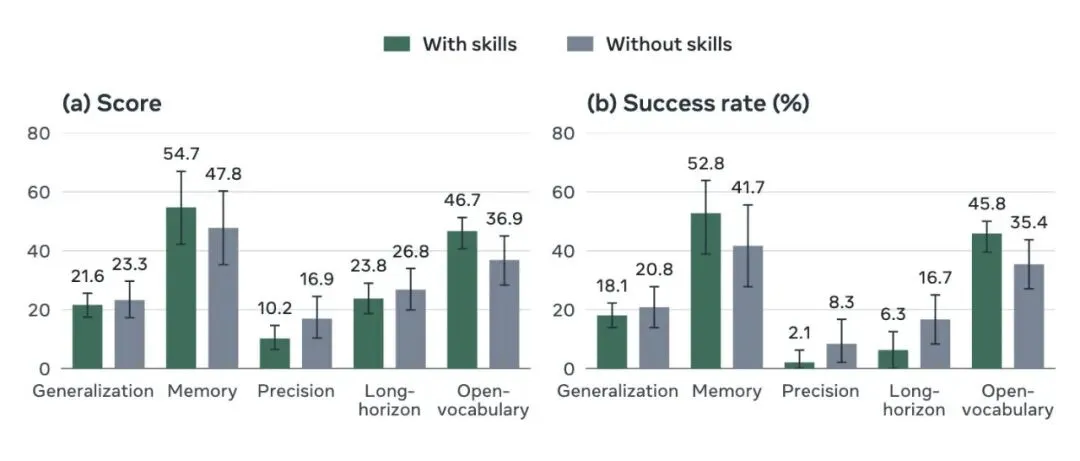 With skills
Without skills
(a) Score
80
60
40
20
0
54.7
47.8
46.7
36.9
21.6
23.3
23.8
26.8
10.2
16.9
Generalization
Memory
Precision
Long-
horizon
Open-
vocabulary
(b) Success rate (%)
80
60
40
20
0
52.8
41.7
45.8
35.4
18.1
20.8
2.1
8.3
6.3
16.7
Generalization
Memory
Precision
Long-
horizon
Open-
vocabulary